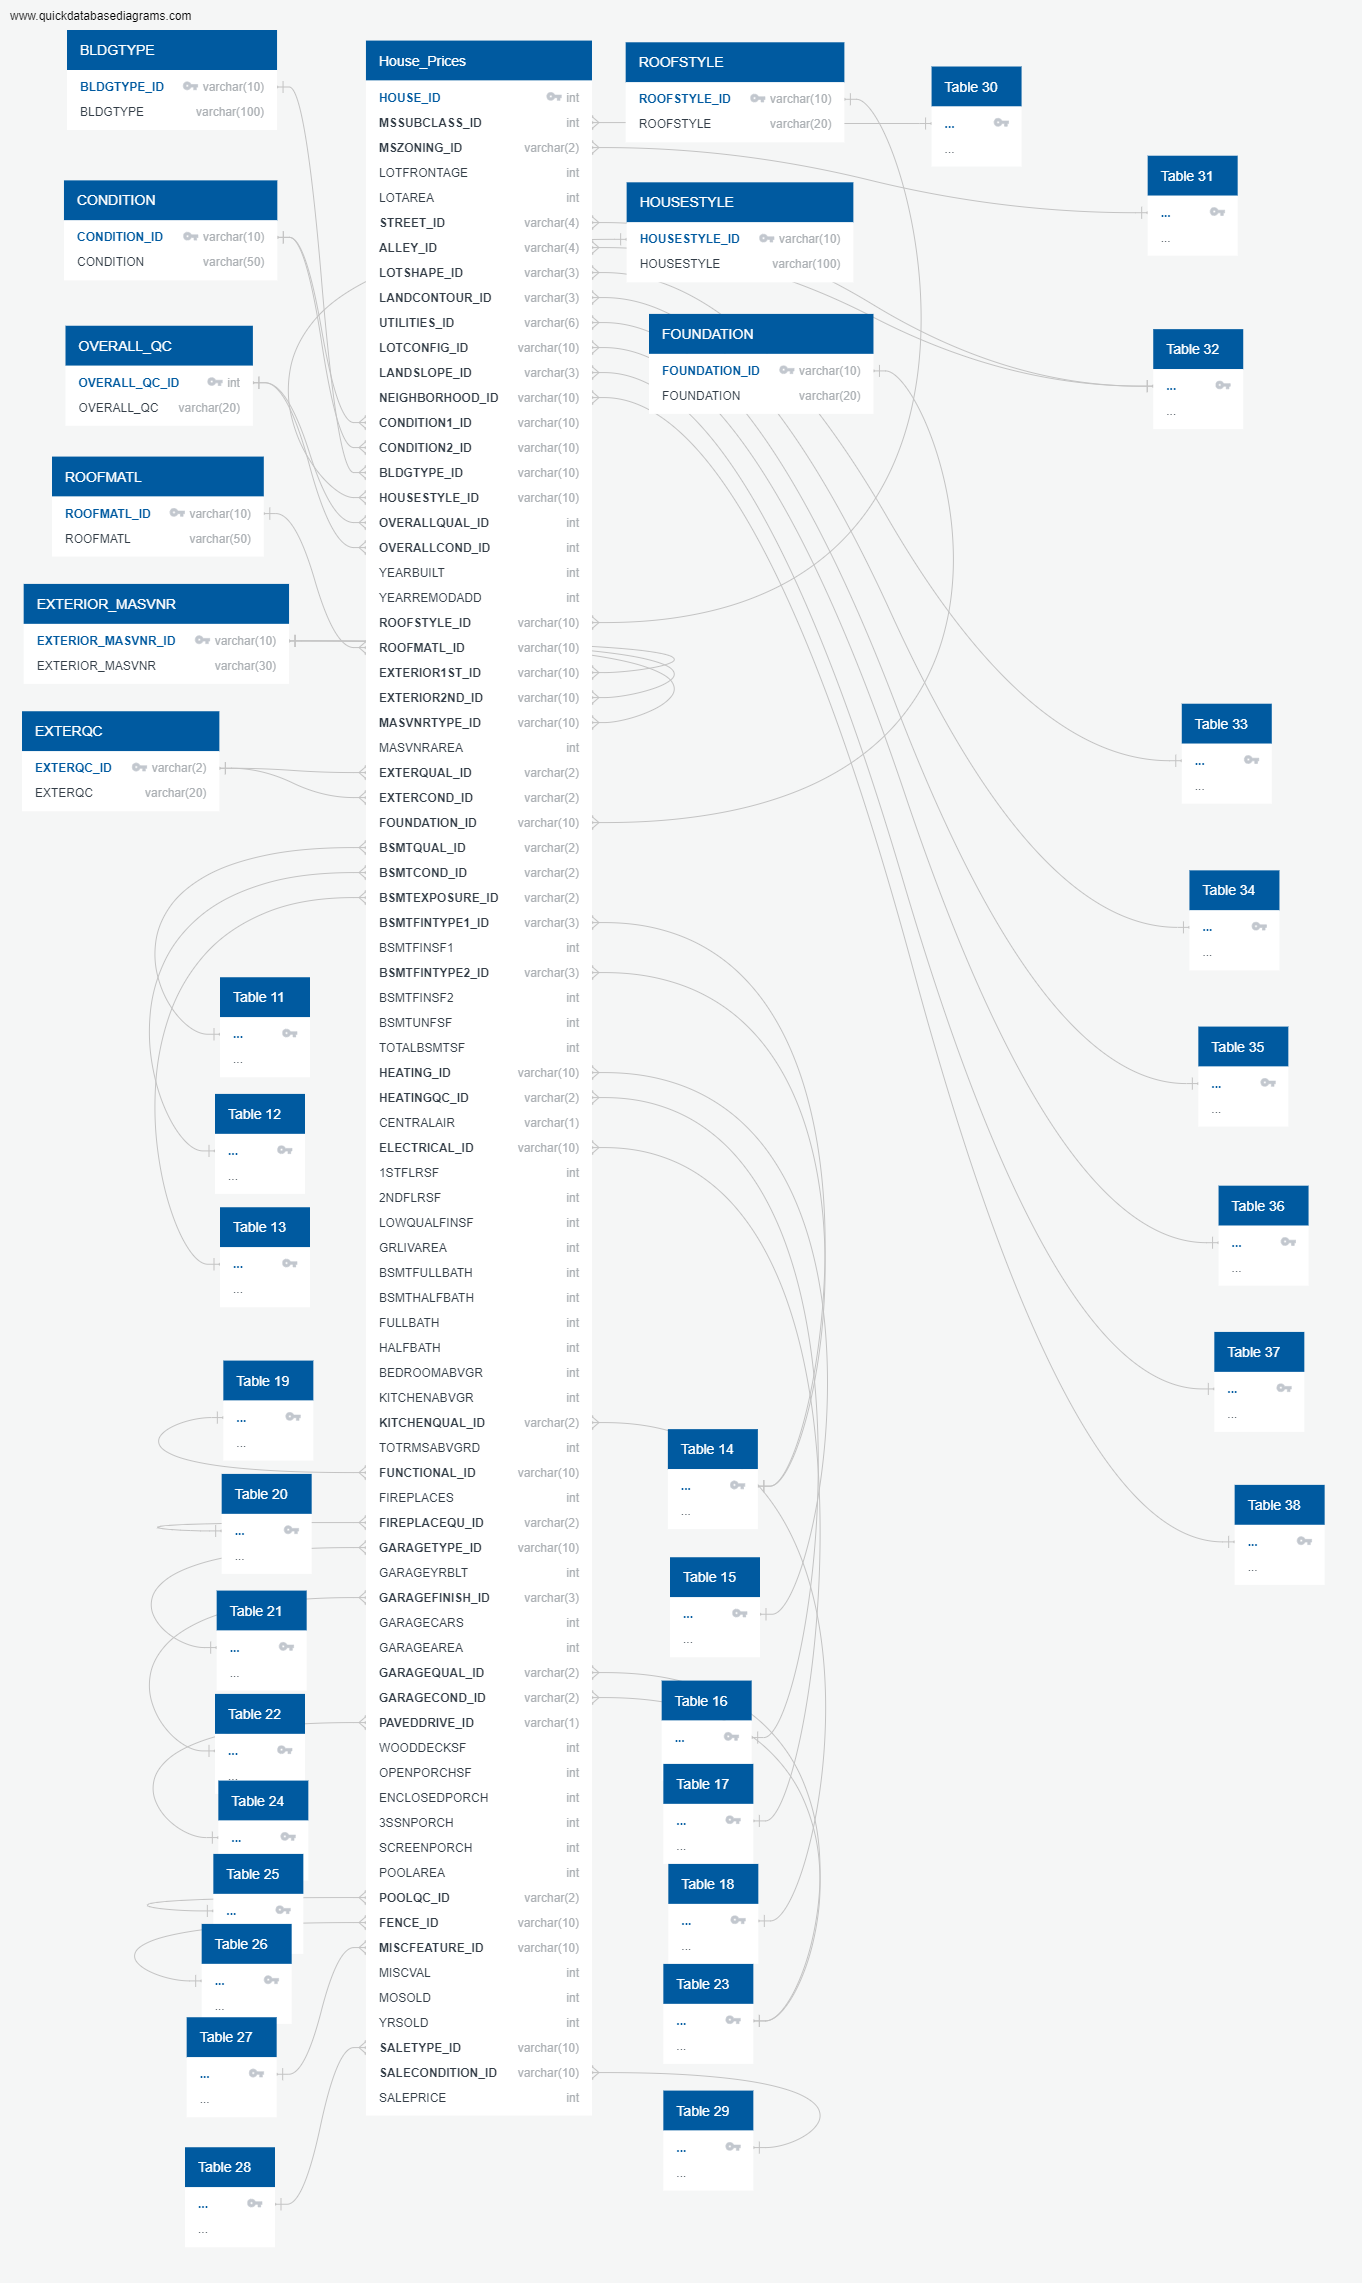 www.quickdatabasediagrams.com
BLDGTYPE
BLDGTYPE_ID varchar(10)
BLDGTYPE varchar(100)
CONDITION
CONDITION_ID varchar(10)
CONDITION varchar(50)
OVERALL_QC
OVERALL_QC_ID int
OVERALL_QC varchar(20)
ROOFMATL
ROOFMATL_ID varchar(10)
ROOFMATL varchar(50)
EXTERIOR_MASVNR
EXTERIOR_MASVNR_ID varchar(10)
EXTERIOR_MASVNR varchar(30)
EXTERQC
EXTERQC_ID varchar(2)
EXTERQC varchar(20)
Table 11
...
...
Table 12
...
...
Table 13
...
...
Table 19
...
...
Table 20
...
...
Table 21
...
...
Table 22
...
...
Table 24
...
Table 25
...
Table 26
...
...
Table 27
...
...
Table 28
...
...
House_Prices
HOUSE_ID int
MSSUBCLASS_ID int
MSZONING_ID varchar(2)
LOTFRONTAGE int
LOTAREA int
STREET_ID varchar(4)
ALLEY_ID varchar(4)
LOTSHAPE_ID varchar(3)
LANDCONTOUR_ID varchar(3)
UTILITIES_ID varchar(6)
LOTCONFIG_ID varchar(10)
LANDSLOPE_ID varchar(3)
NEIGHBORHOOD_ID varchar(10)
CONDITION1_ID varchar(10)
CONDITION2_ID varchar(10)
BLDGTYPE_ID varchar(10)
HOUSESTYLE_ID varchar(10)
OVERALLQUAL_ID int
OVERALLCOND_ID int
YEARBUILT int
YEARREMODADD int
ROOFSTYLE_ID varchar(10)
ROOFMATL_ID varchar(10)
EXTERIOR1ST_ID varchar(10)
EXTERIOR2ND_ID varchar(10)
MASVNRTYPE_ID varchar(10)
MASVNRAREA int
EXTERQUAL_ID varchar(2)
EXTERCOND_ID varchar(2)
FOUNDATION_ID varchar(10)
BSMTQUAL_ID varchar(2)
BSMTCOND_ID varchar(2)
BSMTEXPOSURE_ID varchar(2)
BSMTFINTYPE1_ID varchar(3)
BSMTFINSF1 int
BSMTFINTYPE2_ID varchar(3)
BSMTFINSF2 int
BSMTUNFSF int
TOTALBSMTSF int
HEATING_ID varchar(10)
HEATINGQC_ID varchar(2)
CENTRALAIR varchar(1)
ELECTRICAL_ID varchar(10)
1STFLRSF int
2NDFLRSF int
LOWQUALFINSF int
GRLIVAREA int
BSMTFULLBATH int
BSMTHALFBATH int
FULLBATH int
HALFBATH int
BEDROOMABVGR int
KITCHENABVGR int
KITCHENQUAL_ID varchar(2)
TOTRMSABVGRD int
FUNCTIONAL_ID varchar(10)
FIREPLACES int
FIREPLACEQU_ID varchar(2)
GARAGETYPE_ID varchar(10)
GARAGEYRBLT int
GARAGEFINISH_ID varchar(3)
GARAGECARS int
GARAGEAREA int
GARAGEQUAL_ID varchar(2)
GARAGECOND_ID varchar(2)
PAVEDDRIVE_ID varchar(1)
WOODDECKSF int
OPENPORCHSF int
ENCLOSEDPORCH int
3SSNPORCH int
SCREENPORCH int
POOLAREA int
POOLQC_ID varchar(2)
FENCE_ID varchar(10)
MISCFEATURE_ID varchar(10)
MISCVAL int
MOSOLD int
YRSOLD int
SALETYPE_ID varchar(10)
SALECONDITION_ID varchar(10)
SALEPRICE int
ROOFSTYLE
ROOFSTYLE_ID varchar(10)
ROOFSTYLE varchar(20)
HOUSESTYLE
HOUSESTYLE_ID varchar(10)
HOUSESTYLE varchar(100)
FOUNDATION
FOUNDATION_ID varchar(10)
FOUNDATION varchar(20)
Table 14
...
...
Table 15
...
...
Table 16
...
Table 17
...
...
Table 18
...
...
Table 23
...
...
Table 29
...
...
Table 30
...
...
Table 31
...
...
Table 32
...
...
Table 33
...
...
Table 34
...
...
Table 35
...
...
Table 36
...
...
Table 37
...
...
Table 38
...
...